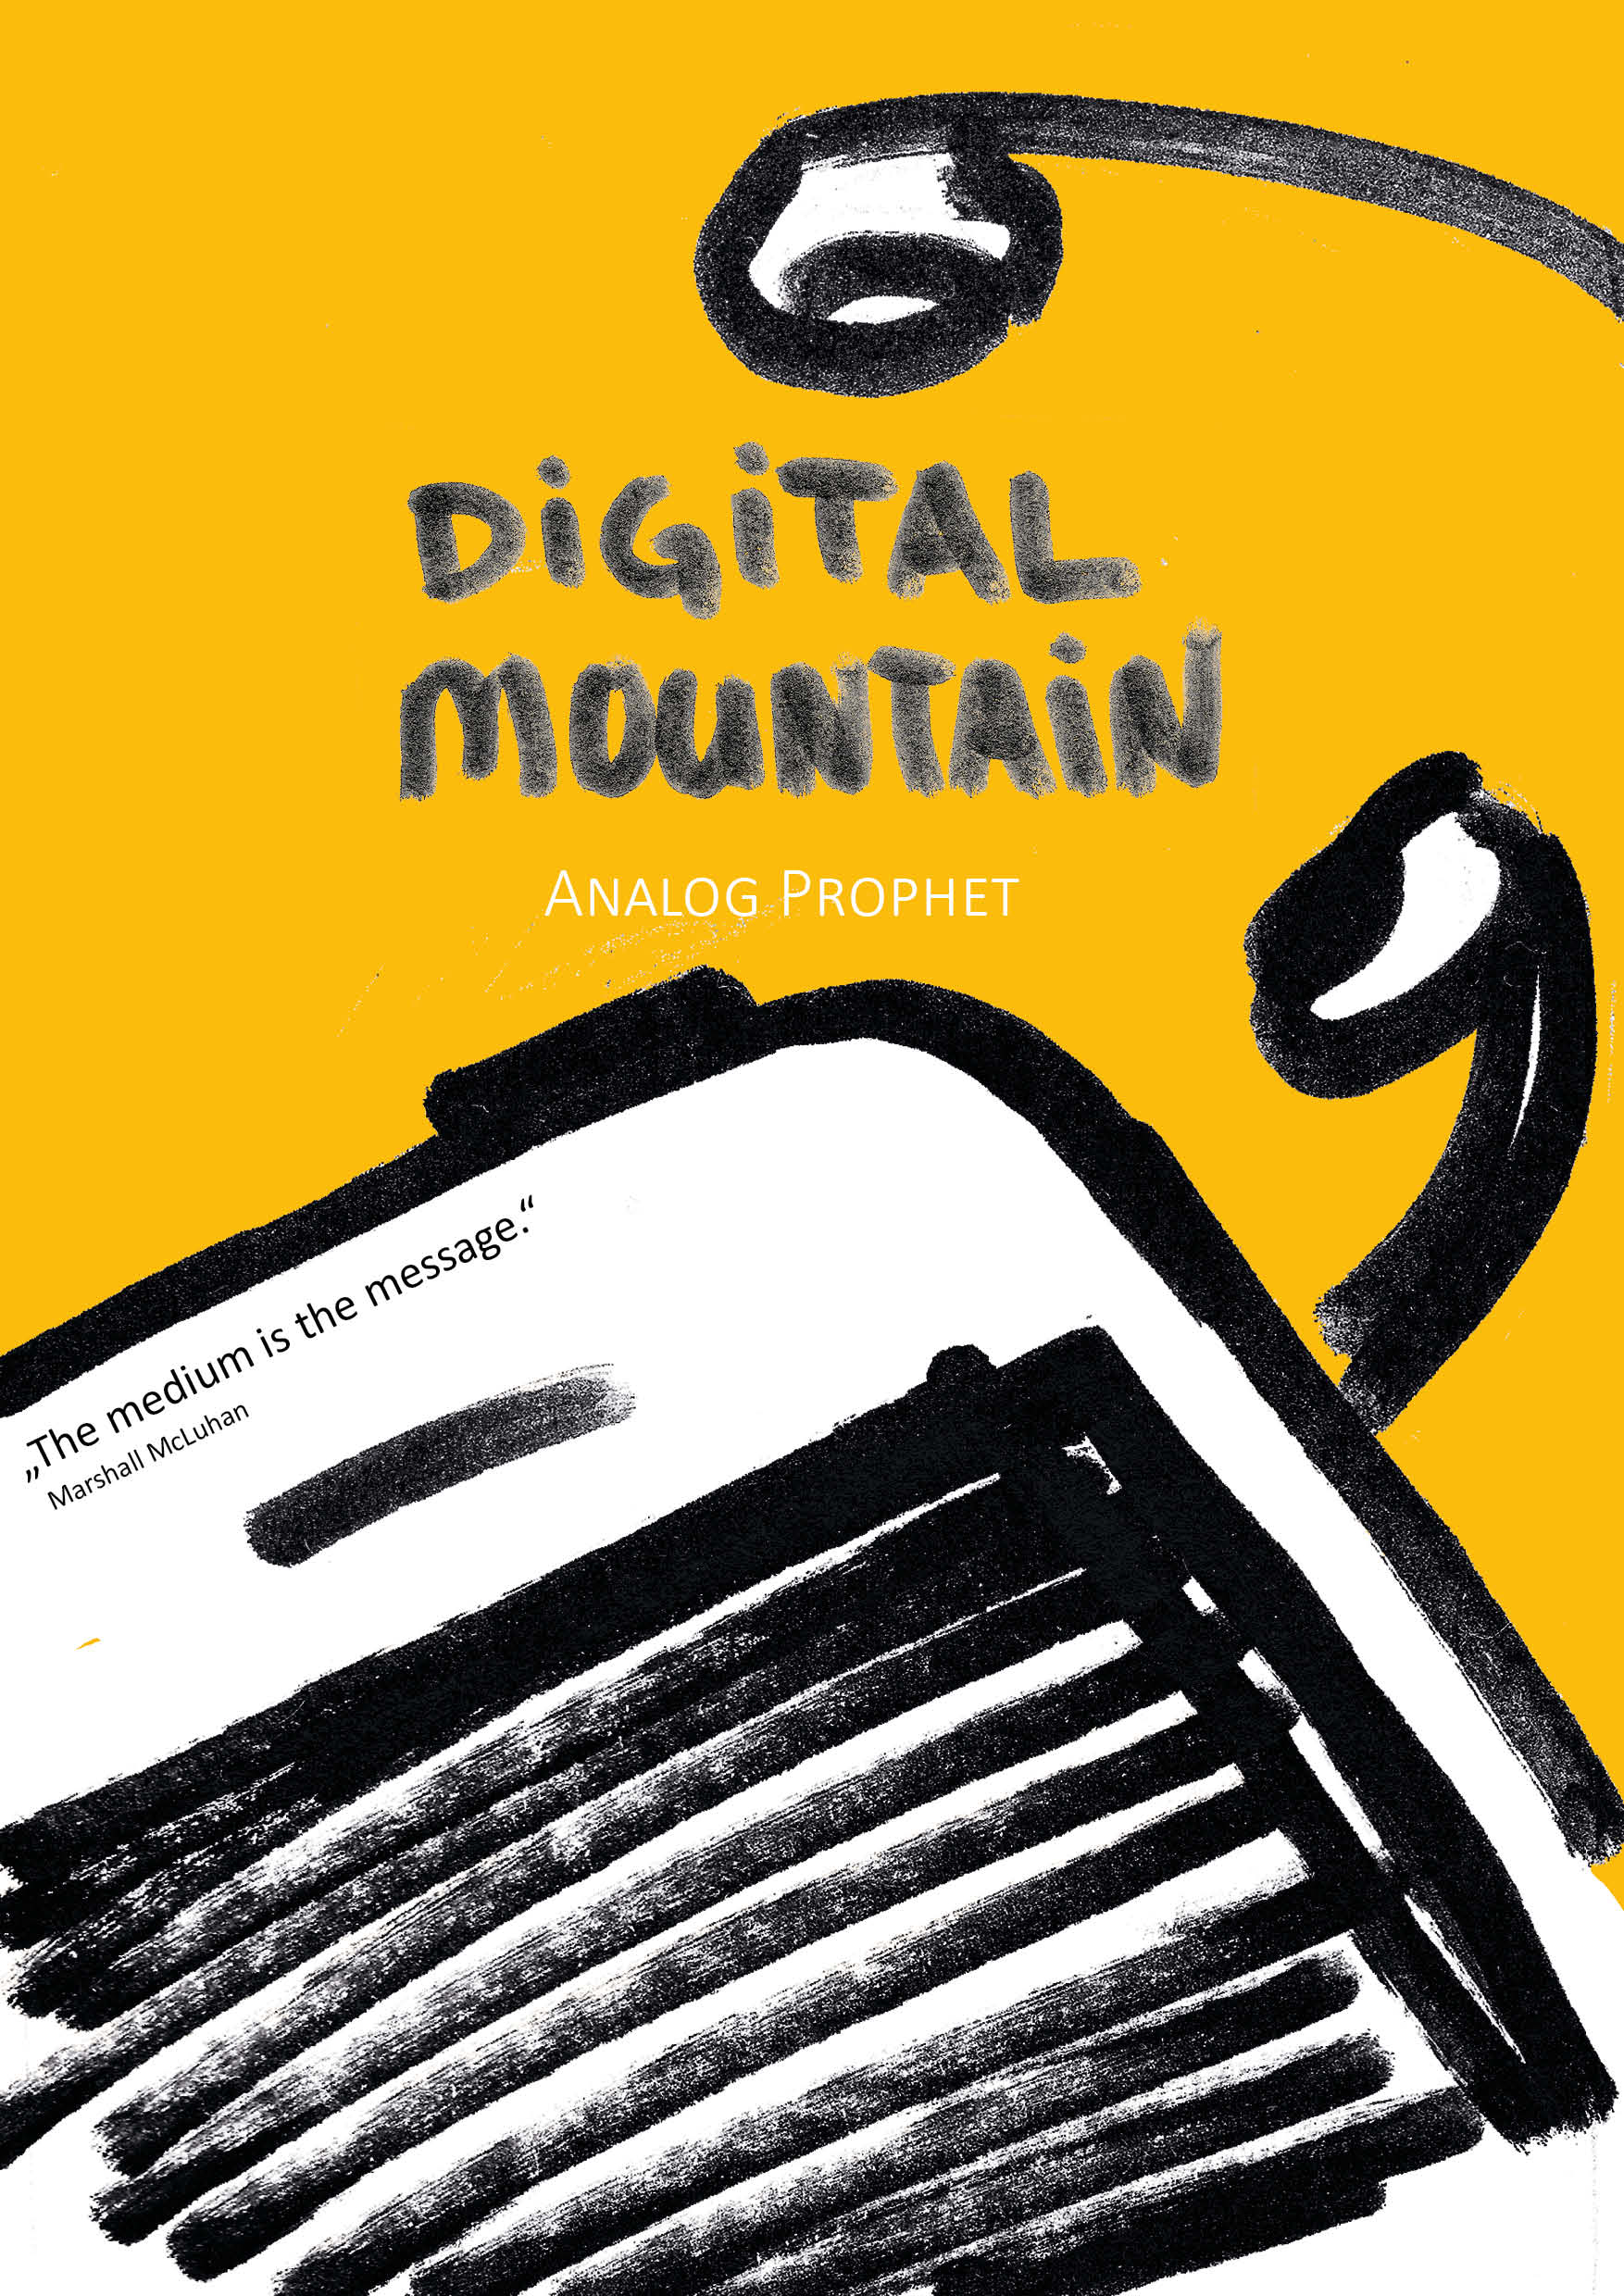 DiGiTAL
MOUNTAiN
ANALOG PROPHET
„The medium is the message.“
Marshall McLuhan